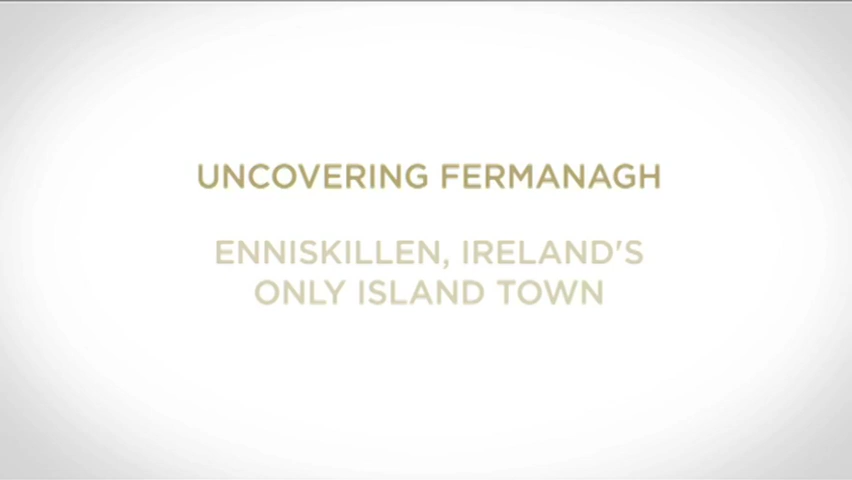 UNCOVERING FERMANAGH
ENNISKILLEN, IRELAND'S
ONLY ISLAND TOWN